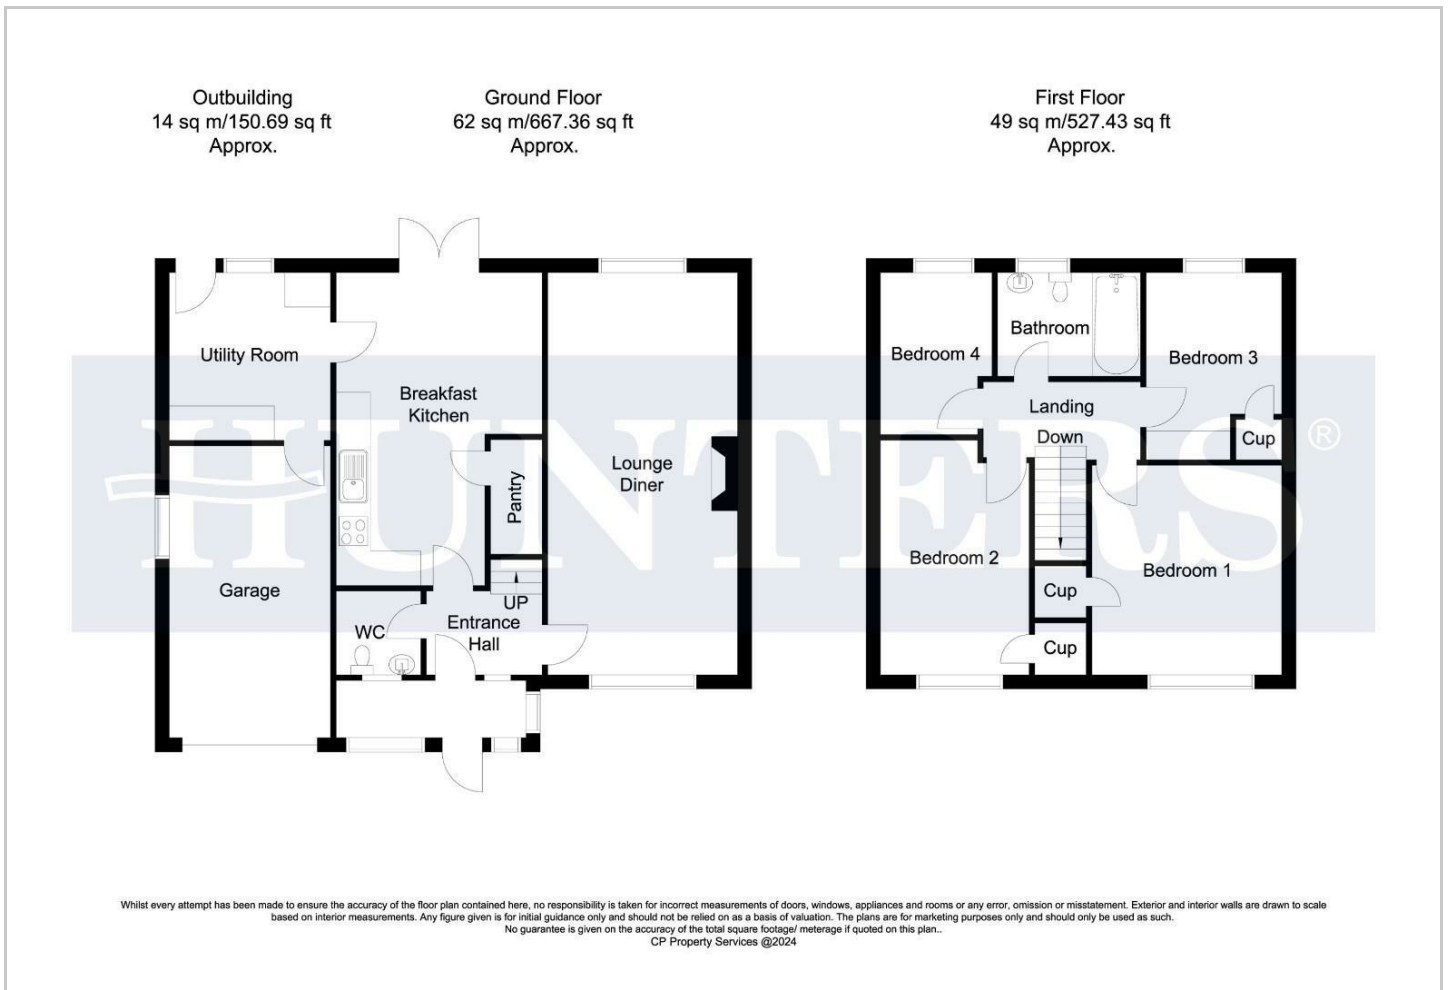 Outbuilding
14 sq m/150.69 sq ft
Approx.
Ground Floor
62 sq m/667.36 sq ft
Approx.
First Floor
49 sq m/527.43 sq ft
Approx.
Utility Room
Breakfast
Kitchen
Pantry
Lounge
Diner
Garage
WC
Entrance
Hall
UP
Bedroom 4
Bathroom
Bedroom 3
Landing
Down
Cup
Bedroom 2
Bedroom 1
Cup
Cup
HUNTERS®
Whilst every attempt has been made to ensure the accuracy of the floor plan contained here, no responsibility is taken for incorrect measurements of doors, windows, appliances and rooms or any error, omission or misstatement. Exterior and interior walls are drawn to scale
based on interior measurements. Any figure given is for initial guidance only and should not be relied on as a basis of valuation. The plans are for marketing purposes only and should only be used as such.
No guarantee is given on the accuracy of the total square footage/ meterage if quoted on this plan..
CP Property Services @2024